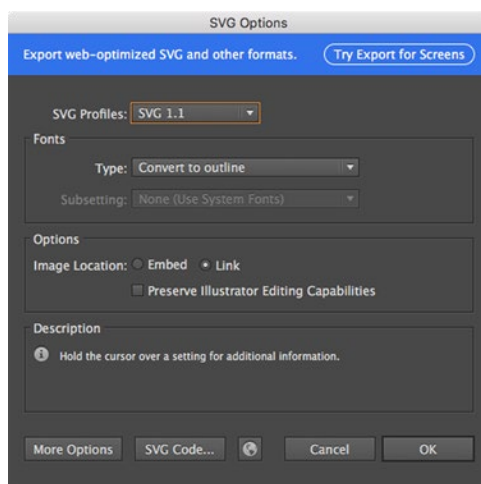 SVG Options
Export web-optimized SVG and other formats. Try Export for Screens
SVG Profiles: SVG 1.1
Fonts
Type: Convert to outline
Subsetting: None (Use System Fonts)
Options
Image Location: Embed Link
Preserve Illustrator Editing Capabilities
Description
Hold the cursor over a setting for additional information.
More Options SVG Code... Cancel OK